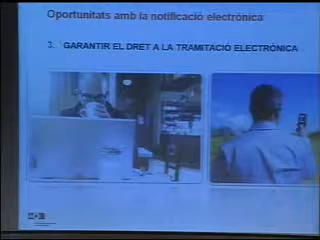 Oportunitats amb la notificació electrònica
3. GARANTIR EL DRET A LA TRAMITACIÓ ELECTRÒNICA